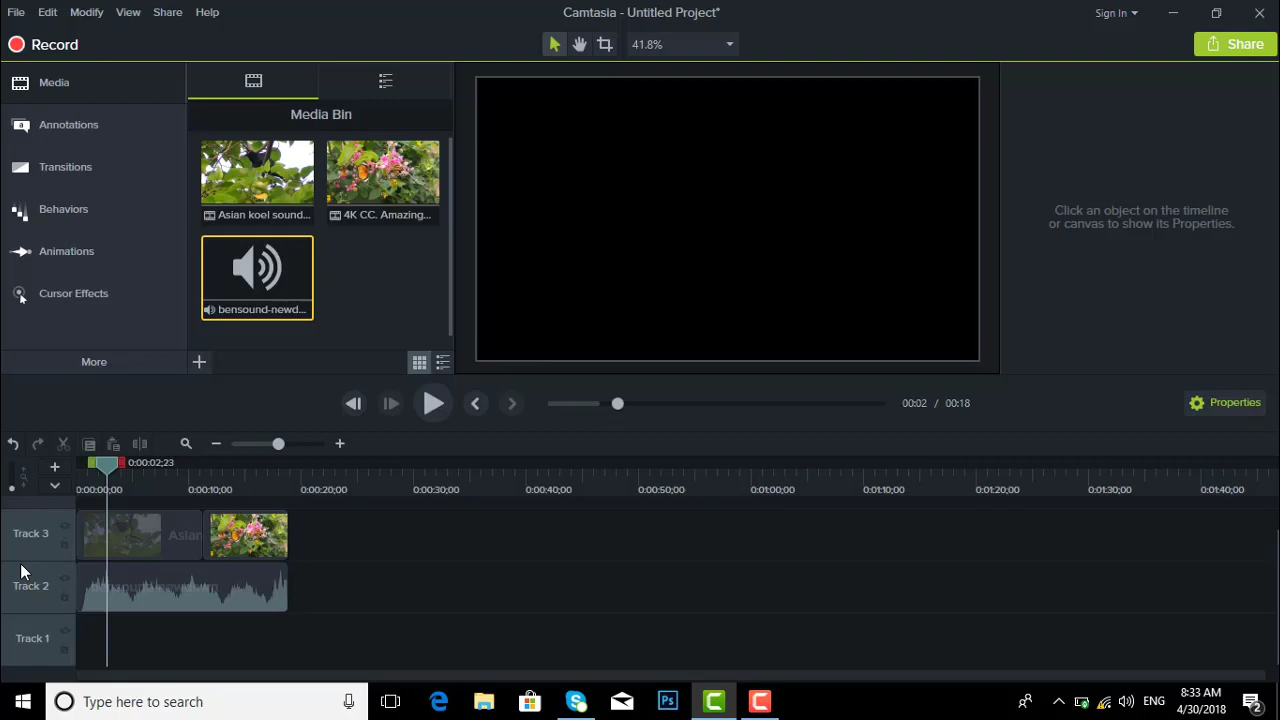 File Edit Modify View Share Help
Camtasia - Untitled Project*
Sign In
Record
41.8%
Share
Media
Annotations
Transitions
Behaviors
Animations
Cursor Effects
More
Media Bin
Asian koel sound...
4K CC. Amazing...
bensound-newd...
Click an object on the timeline
or canvas to show its Properties.
00:02 / 00:18
Properties
0:00:02;23
0:00:00;00 0:00:10;00 0:00:20;00 0:00:30;00 0:00:40;00 0:00:50;00 0:01:00;00 0:01:10;00 0:01:20;00 0:01:30;00 0:01:40;00
Track 3
Asian
Track 2
bensound-newdawn
Track 1
Type here to search
Ps
ENG
8:33 AM
4/30/2018
2